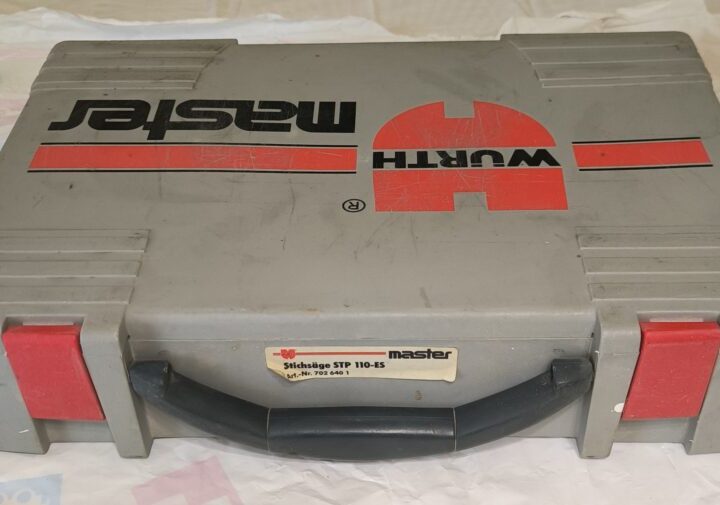 master
WÜRTH
®
master
Stichsäge STP 110-ES
Art.-Nr. 702 640 1